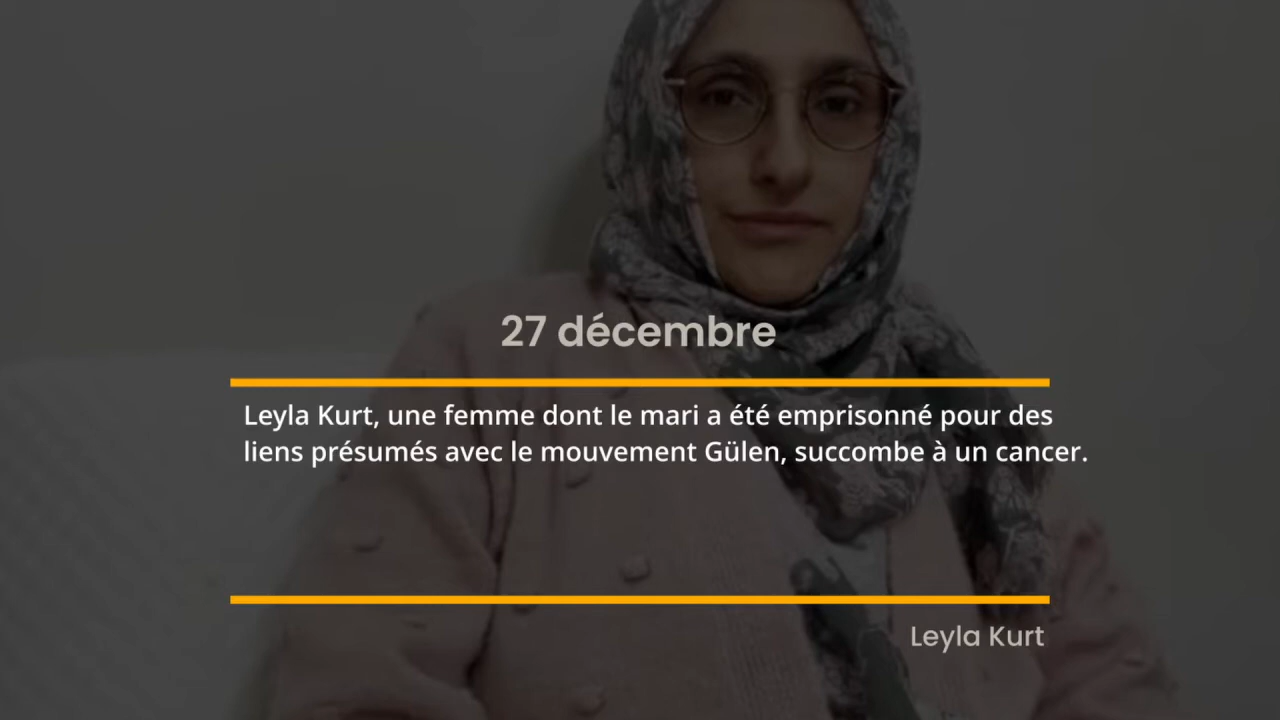 27 décembre
Leyla Kurt, une femme dont le mari a été emprisonné pour des
liens présumés avec le mouvement Gülen, succombe à un cancer.
Leyla Kurt